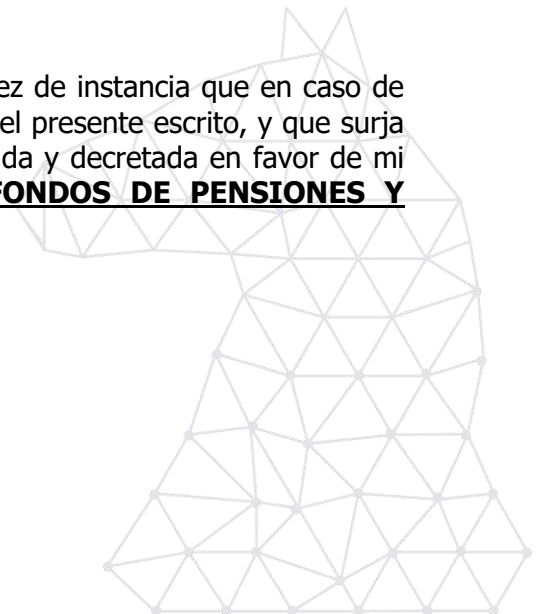 ez de instancia que en caso de
el presente escrito, y que surja
da y decretada en favor de mi
FONDOS DE PENSIONES Y